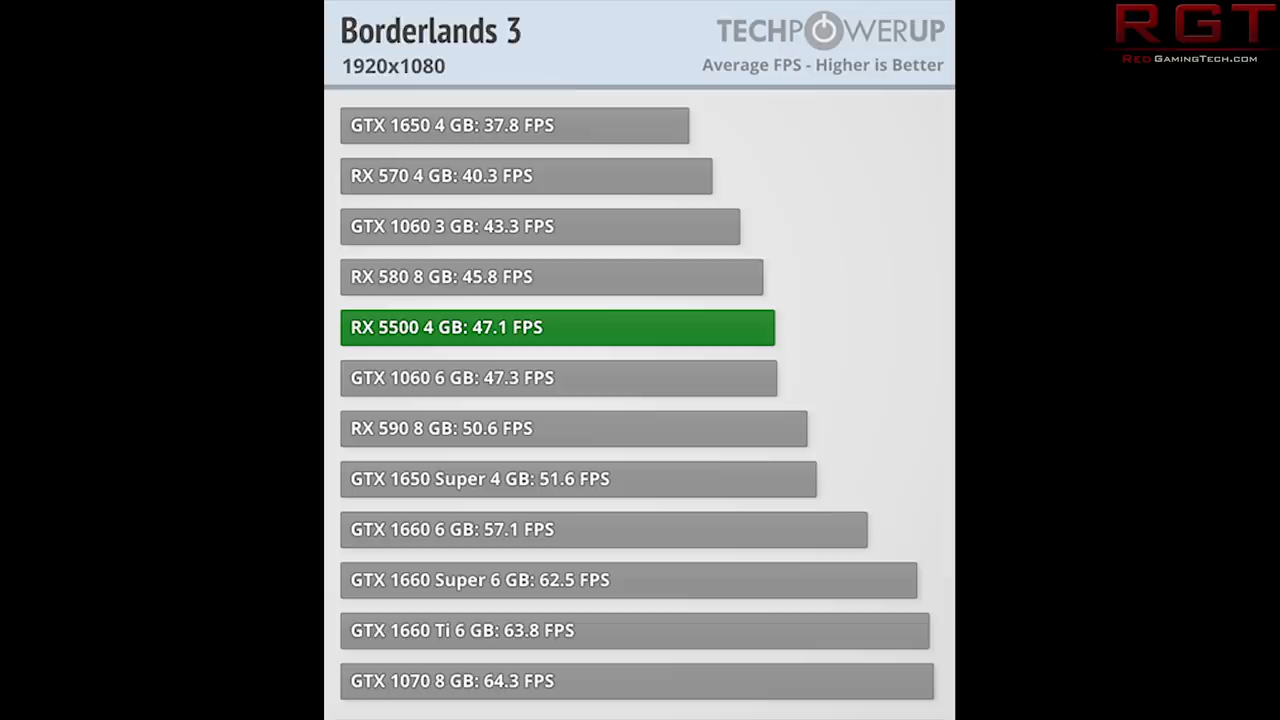 Borderlands 3
TECHPOWERUP
1920x1080
Average FPS - Higher is Better
RGT
RedGamingTech.com
GTX 1650 4 GB: 37.8 FPS
RX 570 4 GB: 40.3 FPS
GTX 1060 3 GB: 43.3 FPS
RX 580 8 GB: 45.8 FPS
RX 5500 4 GB: 47.1 FPS
GTX 1060 6 GB: 47.3 FPS
RX 590 8 GB: 50.6 FPS
GTX 1650 Super 4 GB: 51.6 FPS
GTX 1660 6 GB: 57.1 FPS
GTX 1660 Super 6 GB: 62.5 FPS
GTX 1660 Ti 6 GB: 63.8 FPS
GTX 1070 8 GB: 64.3 FPS